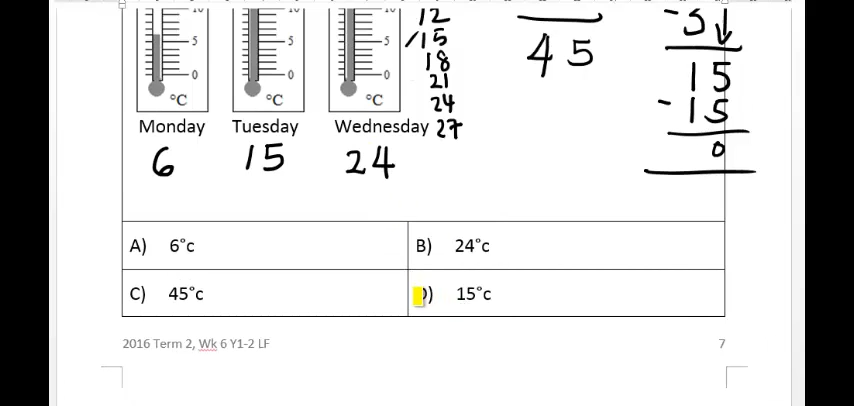 10 10 10 12
5 5 5 15 45
18
0 0 0 21 15
°C °C °C 24 - 15
Monday Tuesday Wednesday 27
6 15 24 0
A) 6°c B) 24°c
C) 45°c D) 15°c
2016 Term 2, Wk 6 Y1-2 LF 7